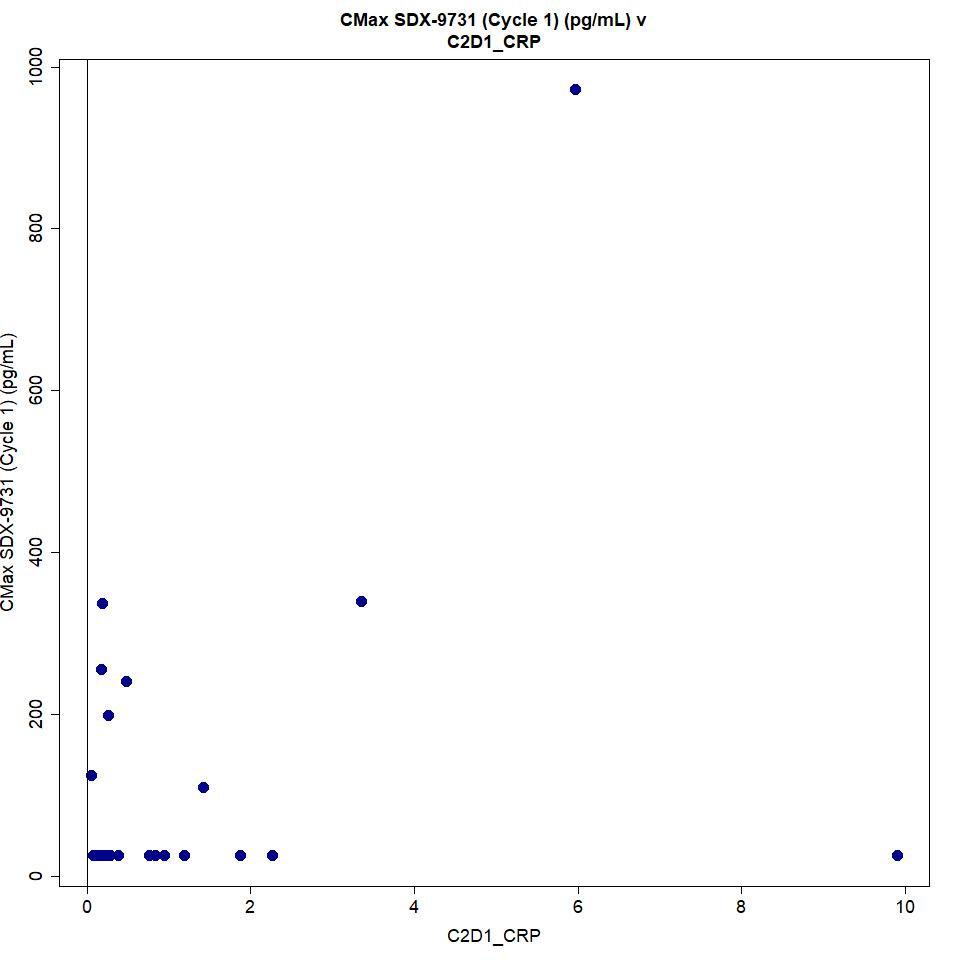 CMax SDX-9731 (Cycle 1) (pg/mL) v
C2D1_CRP
1000
800
600
400
200
0
CMax SDX-9731 (Cycle 1) (pg/mL)
0 2 4 6 8 10
C2D1_CRP